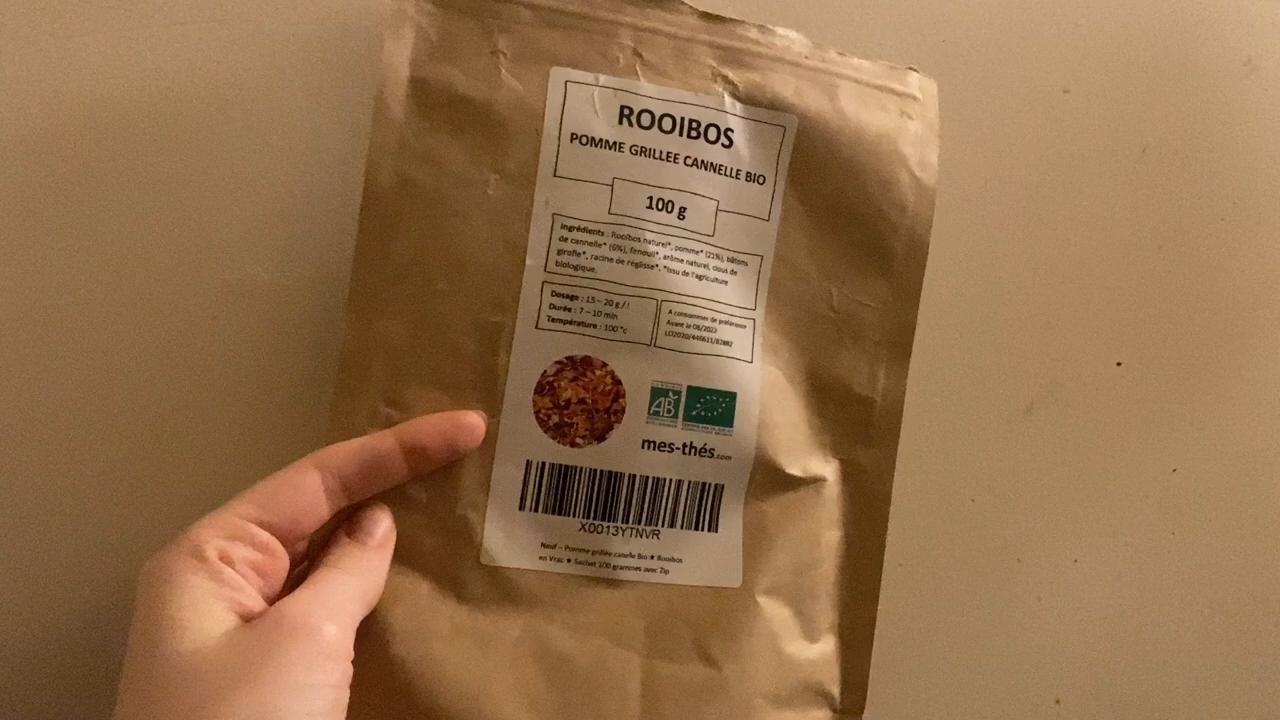 ROOIBOS
POMME GRILLEE CANNELLE BIO
100 g
Ingrédients : Rooibos naturel*, pomme* (21%), bâtons
de cannelle* (6%), fenouil*, arôme naturel, clous de
girofle*, racine de réglisse*. *Issu de l'agriculture
biologique.
Dosage : 15 – 20 g / l
Durée : 7 – 10 min
Température : 100 °c
A consommer de préférence
Avant le 08/2022
LO2020/446611/82882
AB
mes-thés.com
X0013YTNVR
Neuf – Pomme grillée canelle Bio ★ Rooibos
en Vrac ★ Sachet 100 grammes avec Zip